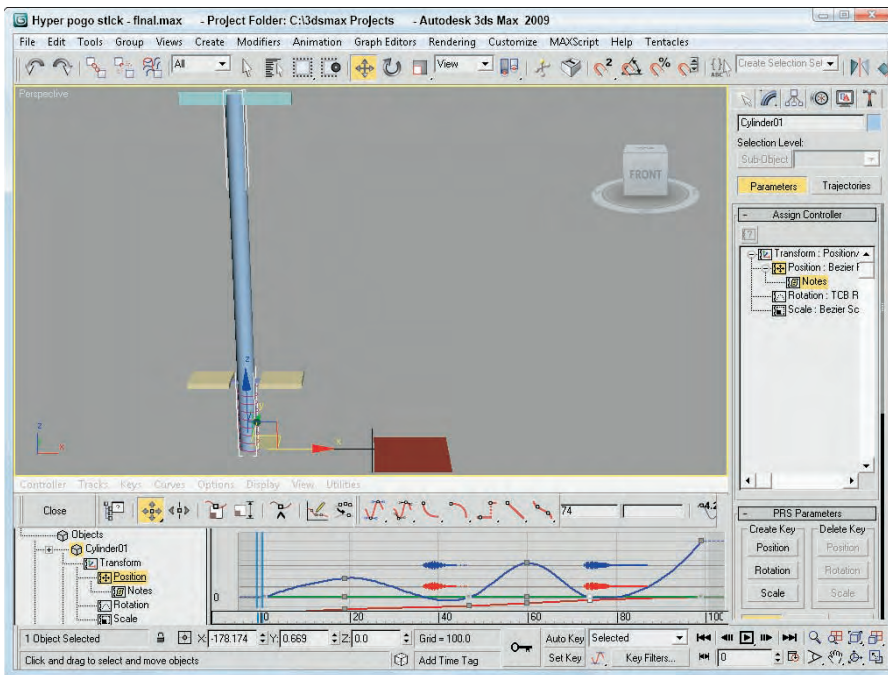 Hyper pogo stick - final.max - Project Folder: C:\3dsmax Projects - Autodesk 3ds Max 2009
File Edit Tools Group Views Create Modifiers Animation Graph Editors Rendering Customize MAXScript Help Tentacles
All View Create Selection Set
Perspective
FRONT
z
y
x
z
x
Cylinder01
Selection Level:
Sub-Object
Parameters Trajectories
- Assign Controller
?
Transform : Position/
Position : Bezier F
Notes
Rotation : TCB R
Scale : Bezier Sc
Controller Tracks Keys Curves Options Display View Utilities
Close 74
Objects
Cylinder01
Transform
Position
Notes
Rotation
Scale
0
0 20 40 60 80 100
- PRS Parameters
Create Key Delete Key
Position Position
Rotation Rotation
Scale Scale
1 Object Selected X: -178.174 Y: 0.669 Z: 0.0 Grid = 100.0 Auto Key Selected
Click and drag to select and move objects Add Time Tag Set Key Key Filters... 0